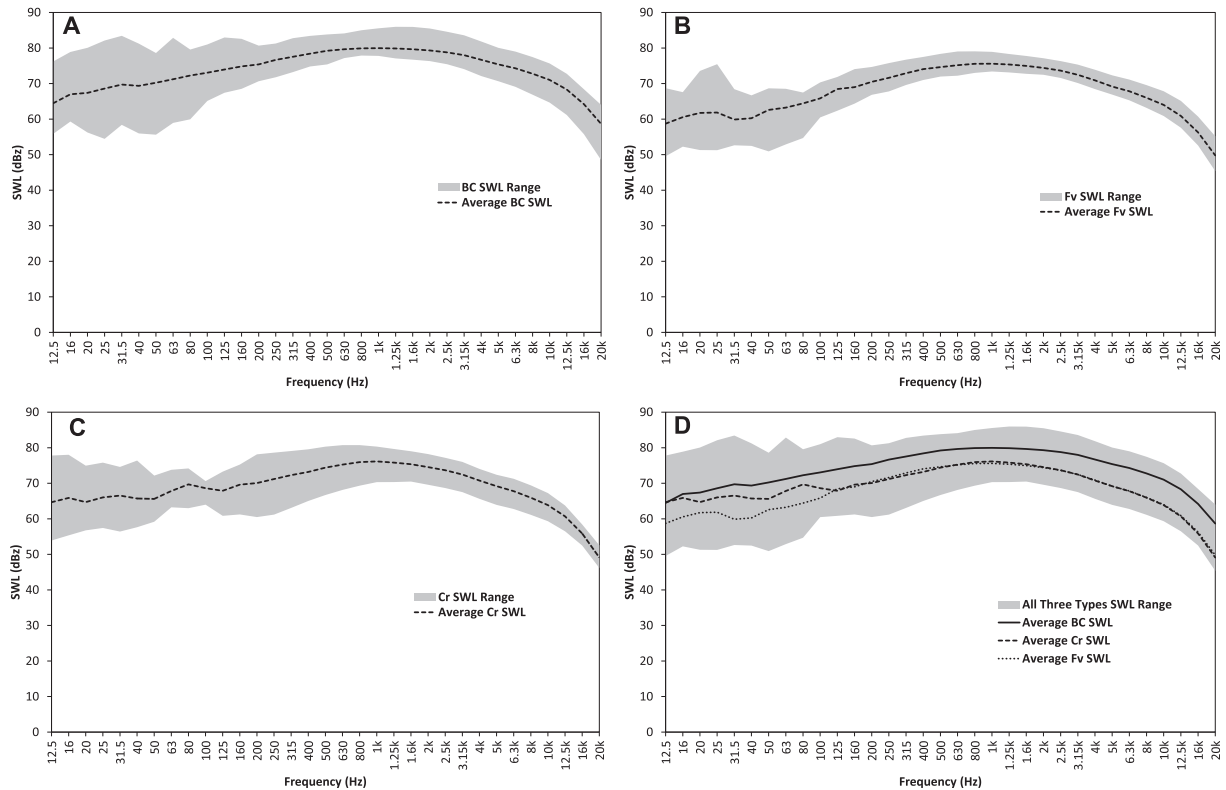 A
90
80
70
60
50
40
30
20
10
0
SWL (dBz)
BC SWL Range
Average BC SWL
12.5 16 20 25 31.5 40 50 63 80 100 125 160 200 250 315 400 500 630 800 1k 1.25k 1.6k 2k 2.5k 3.15k 4k 5k 6.3k 8k 10k 12.5k 16k 20k
Frequency (Hz)
B
90
80
70
60
50
40
30
20
10
0
SWL (dBz)
Fv SWL Range
Average Fv SWL
12.5 16 20 25 31.5 40 50 63 80 100 125 160 200 250 315 400 500 630 800 1k 1.25k 1.6k 2k 2.5k 3.15k 4k 5k 6.3k 8k 10k 12.5k 16k 20k
Frequency (Hz)
C
90
80
70
60
50
40
30
20
10
0
SWL (dBz)
Cr SWL Range
Average Cr SWL
12.5 16 20 25 31.5 40 50 63 80 100 125 160 200 250 315 400 500 630 800 1k 1.25k 1.6k 2k 2.5k 3.15k 4k 5k 6.3k 8k 10k 12.5k 16k 20k
Frequency (Hz)
D
90
80
70
60
50
40
30
20
10
0
SWL (dBz)
All Three Types SWL Range
Average BC SWL
Average Cr SWL
Average Fv SWL
12.5 16 20 25 31.5 40 50 63 80 100 125 160 200 250 315 400 500 630 800 1k 1.25k 1.6k 2k 2.5k 3.15k 4k 5k 6.3k 8k 10k 12.5k 16k 20k
Frequency (Hz)